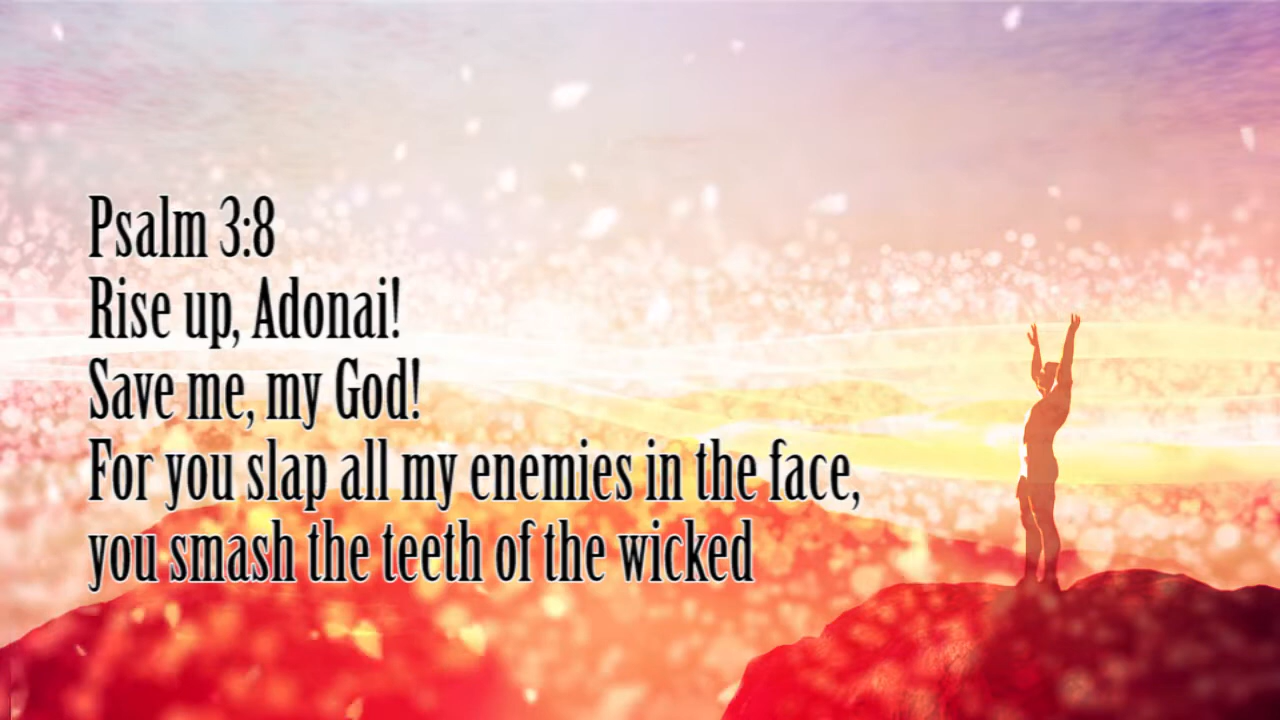 Psalm 3:8
Rise up, Adonai!
Save me, my God!
For you slap all my enemies in the face,
you smash the teeth of the wicked